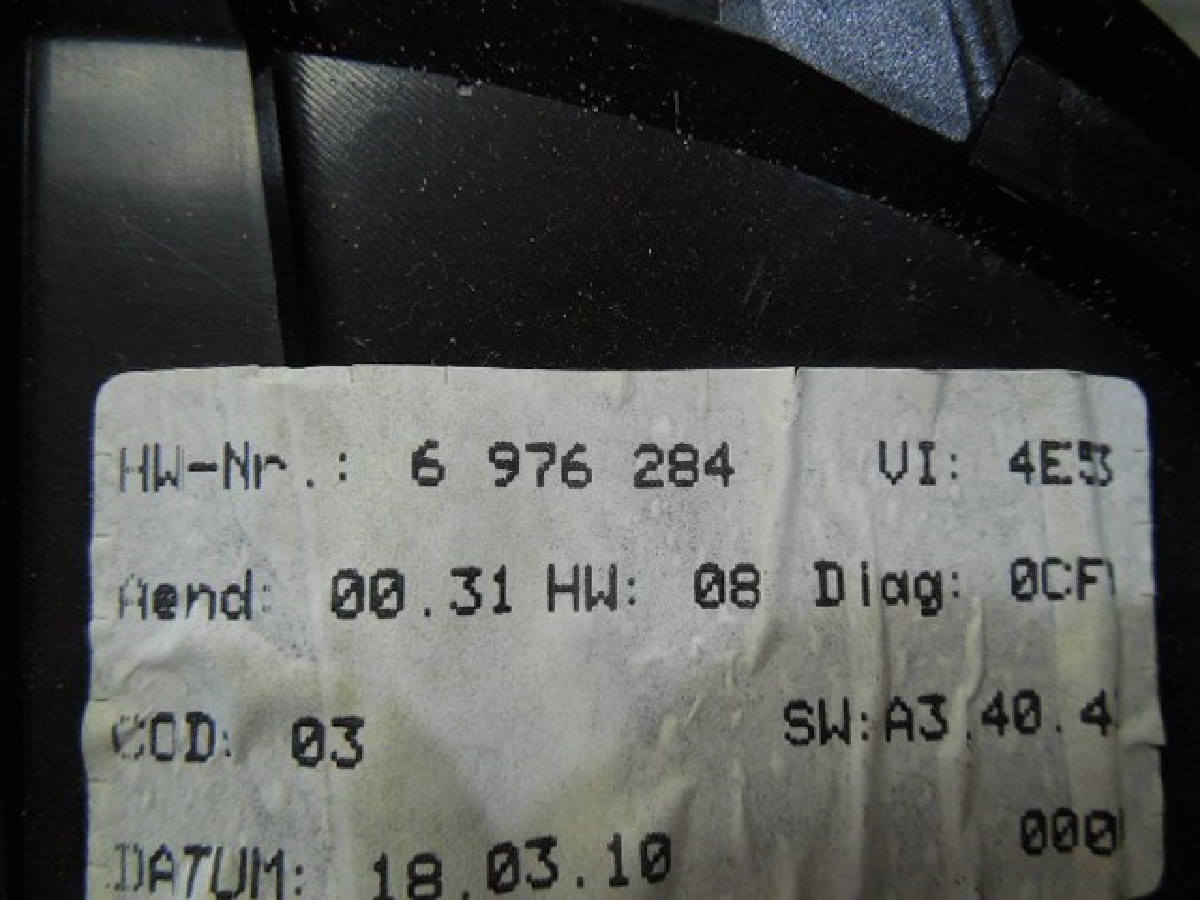 HW-Nr.: 6 976 284 VI: 4E3
Aend: 00.31 HW: 08 Diag: 0CF
COD: 03 SW:A3.40.4
000
DATUM: 18.03.10